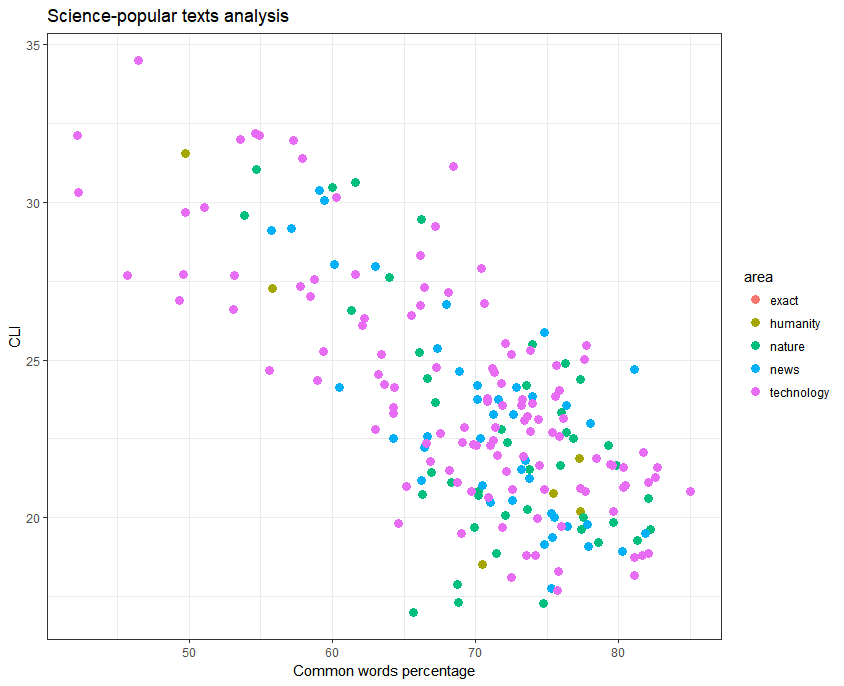 Science-popular texts analysis
35
30
25
20
CLI
50
60
70
80
Common words percentage
area
exact
humanity
nature
news
technology